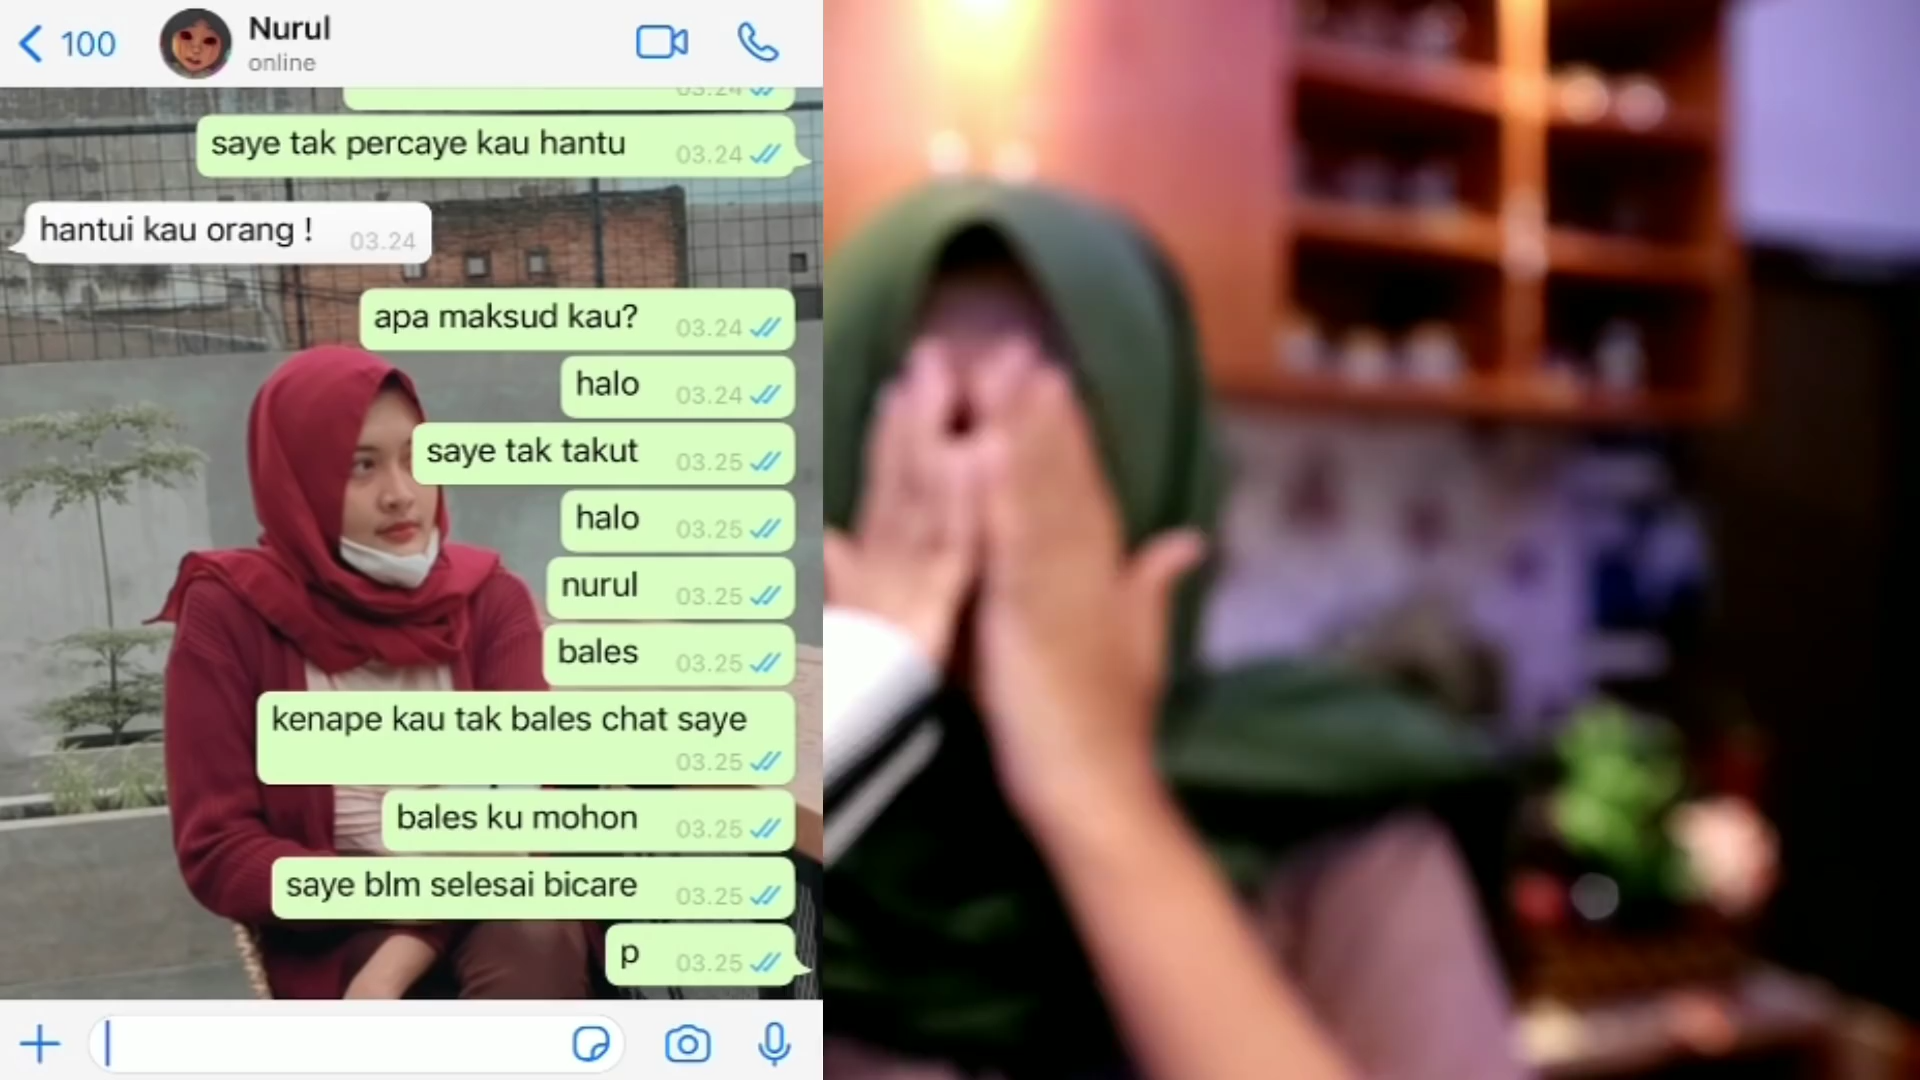 100
Nurul
online
03.24
saye tak percaye kau hantu 03.24
hantui kau orang ! 03.24
apa maksud kau? 03.24
halo 03.24
saye tak takut 03.25
halo 03.25
nurul 03.25
bales 03.25
kenape kau tak bales chat saye
03.25
bales ku mohon 03.25
saye blm selesai bicare 03.25
p 03.25